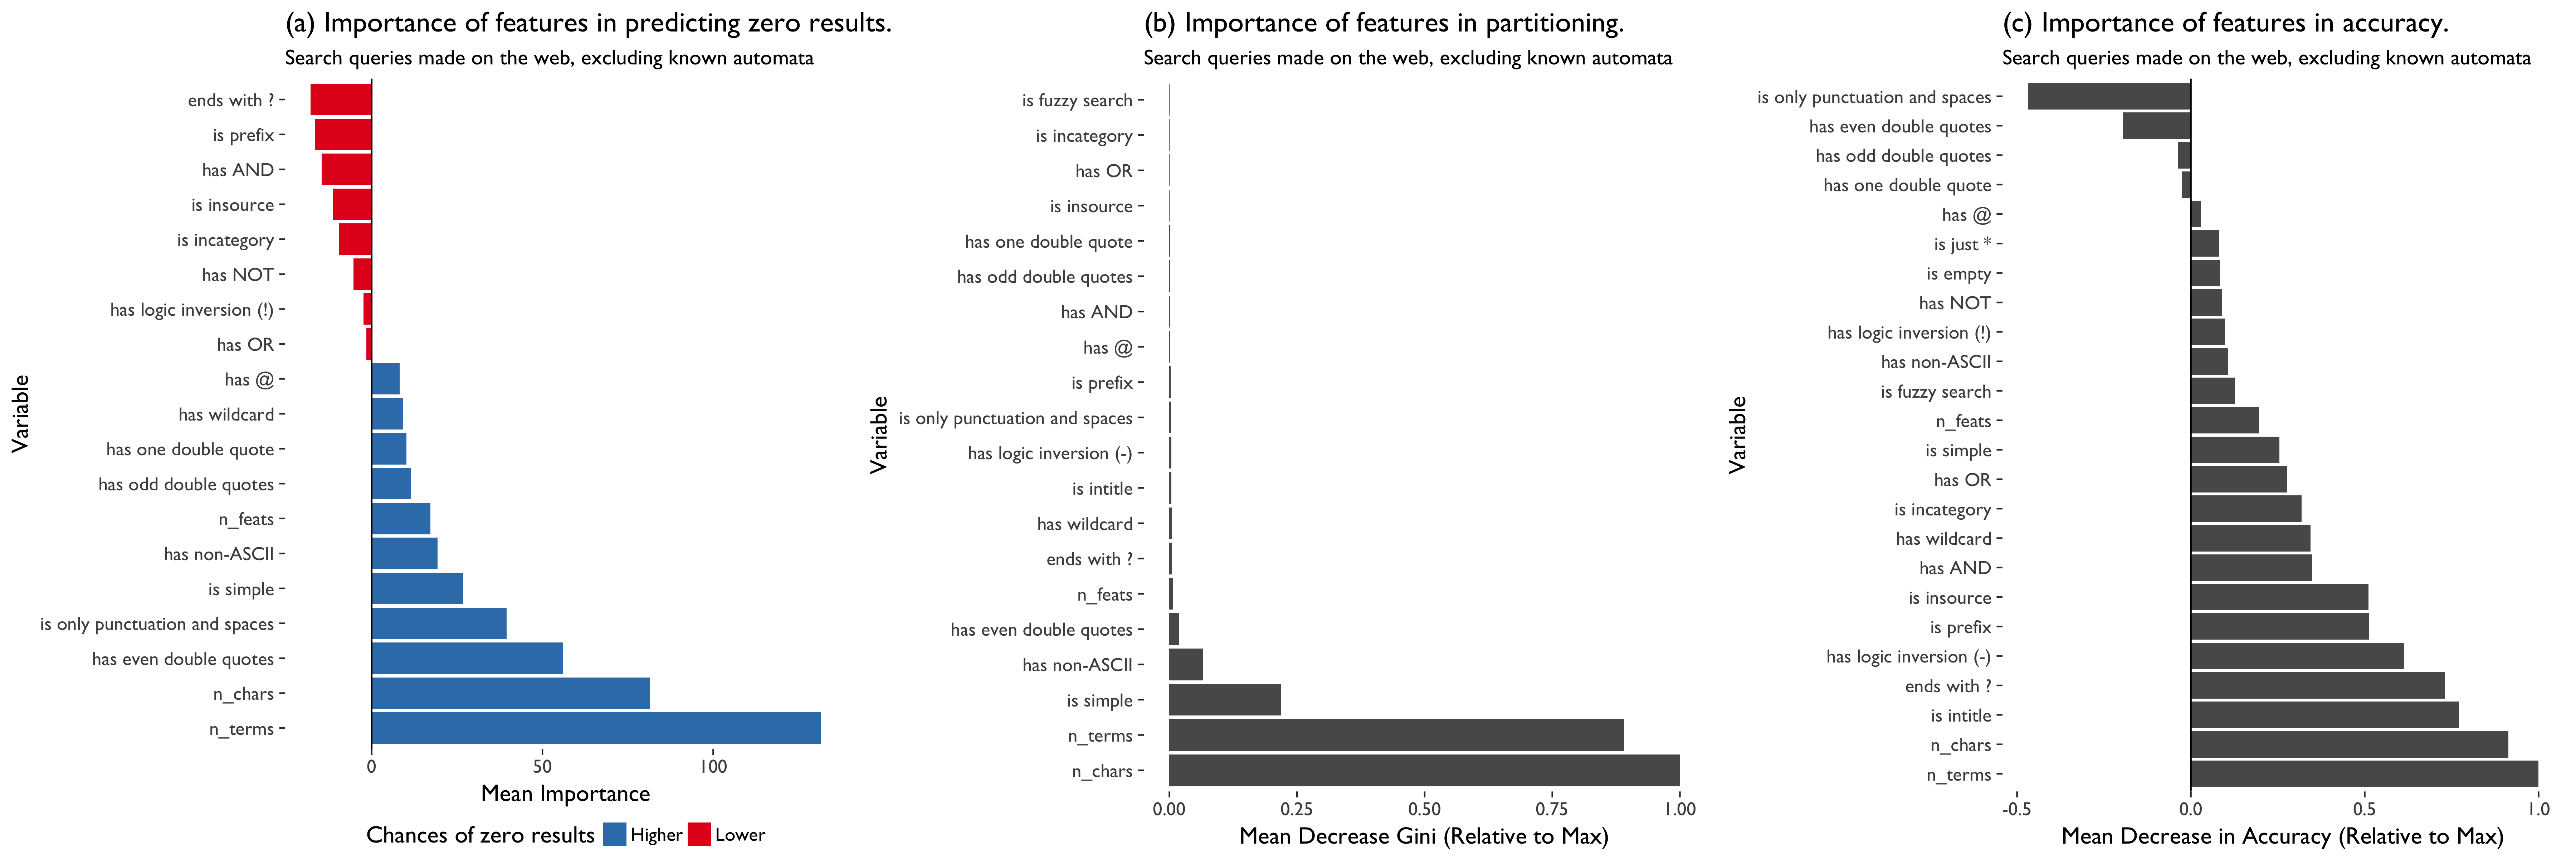 (a) Importance of features in predicting zero results.
Search queries made on the web, excluding known automata
Variable
ends with ?
is prefix
has AND
is insource
is incategory
has NOT
has logic inversion (!)
has OR
has @
has wildcard
has one double quote
has odd double quotes
n_feats
has non-ASCII
is simple
is only punctuation and spaces
has even double quotes
n_chars
n_terms
0 50 100
Mean Importance
Chances of zero results Higher Lower
(b) Importance of features in partitioning.
Search queries made on the web, excluding known automata
Variable
is fuzzy search
is incategory
has OR
is insource
has one double quote
has odd double quotes
has AND
has @
is prefix
is only punctuation and spaces
has logic inversion (-)
is intitle
has wildcard
ends with ?
n_feats
has even double quotes
has non-ASCII
is simple
n_terms
n_chars
0.00 0.25 0.50 0.75 1.00
Mean Decrease Gini (Relative to Max)
(c) Importance of features in accuracy.
Search queries made on the web, excluding known automata
Variable
is only punctuation and spaces
has even double quotes
has odd double quotes
has one double quote
has @
is just *
is empty
has NOT
has logic inversion (!)
has non-ASCII
is fuzzy search
n_feats
is simple
has OR
is incategory
has wildcard
has AND
is insource
is prefix
has logic inversion (-)
ends with ?
is intitle
n_chars
n_terms
-0.5 0.0 0.5 1.0
Mean Decrease in Accuracy (Relative to Max)